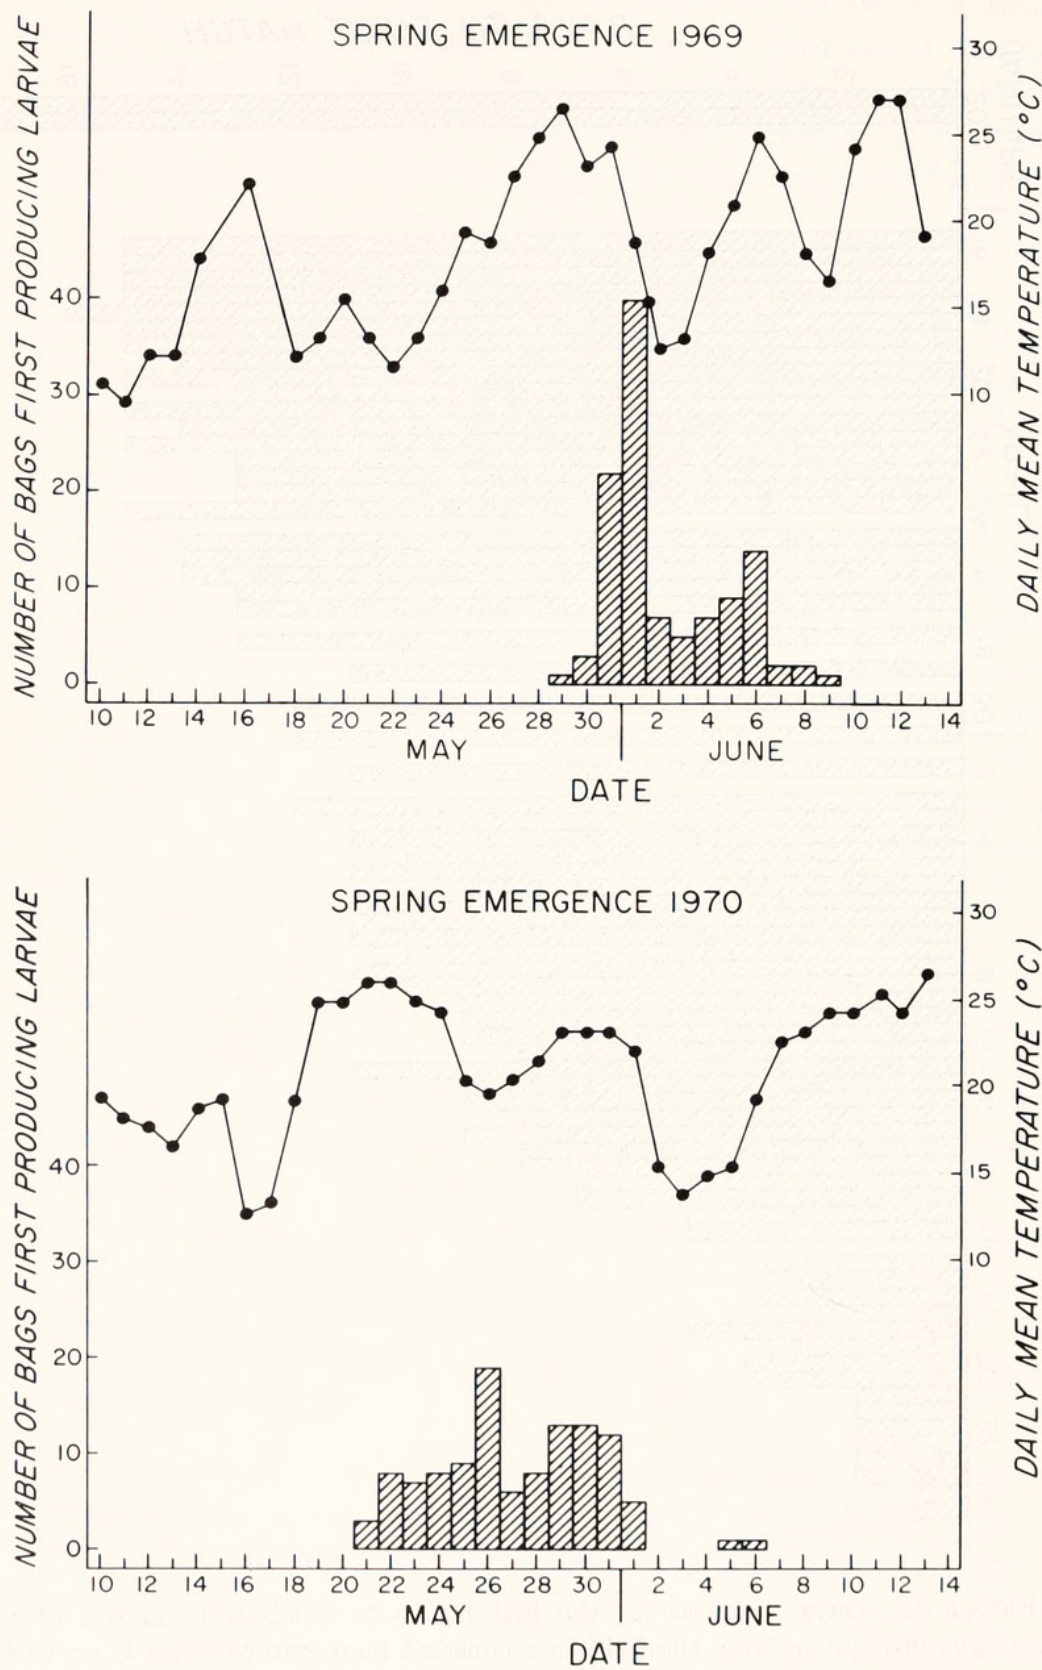 SPRING EMERGENCE 1969
NUMBER OF BAGS FIRST PRODUCING LARVAE
40
30
20
10
0
30
25
20
15
10
DAILY MEAN TEMPERATURE (°C)
10 12 14 16 18 20 22 24 26 28 30 2 4 6 8 10 12 14
MAY JUNE
DATE
SPRING EMERGENCE 1970
NUMBER OF BAGS FIRST PRODUCING LARVAE
40
30
20
10
0
30
25
20
15
10
DAILY MEAN TEMPERATURE (°C)
10 12 14 16 18 20 22 24 26 28 30 2 4 6 8 10 12 14
MAY JUNE
DATE